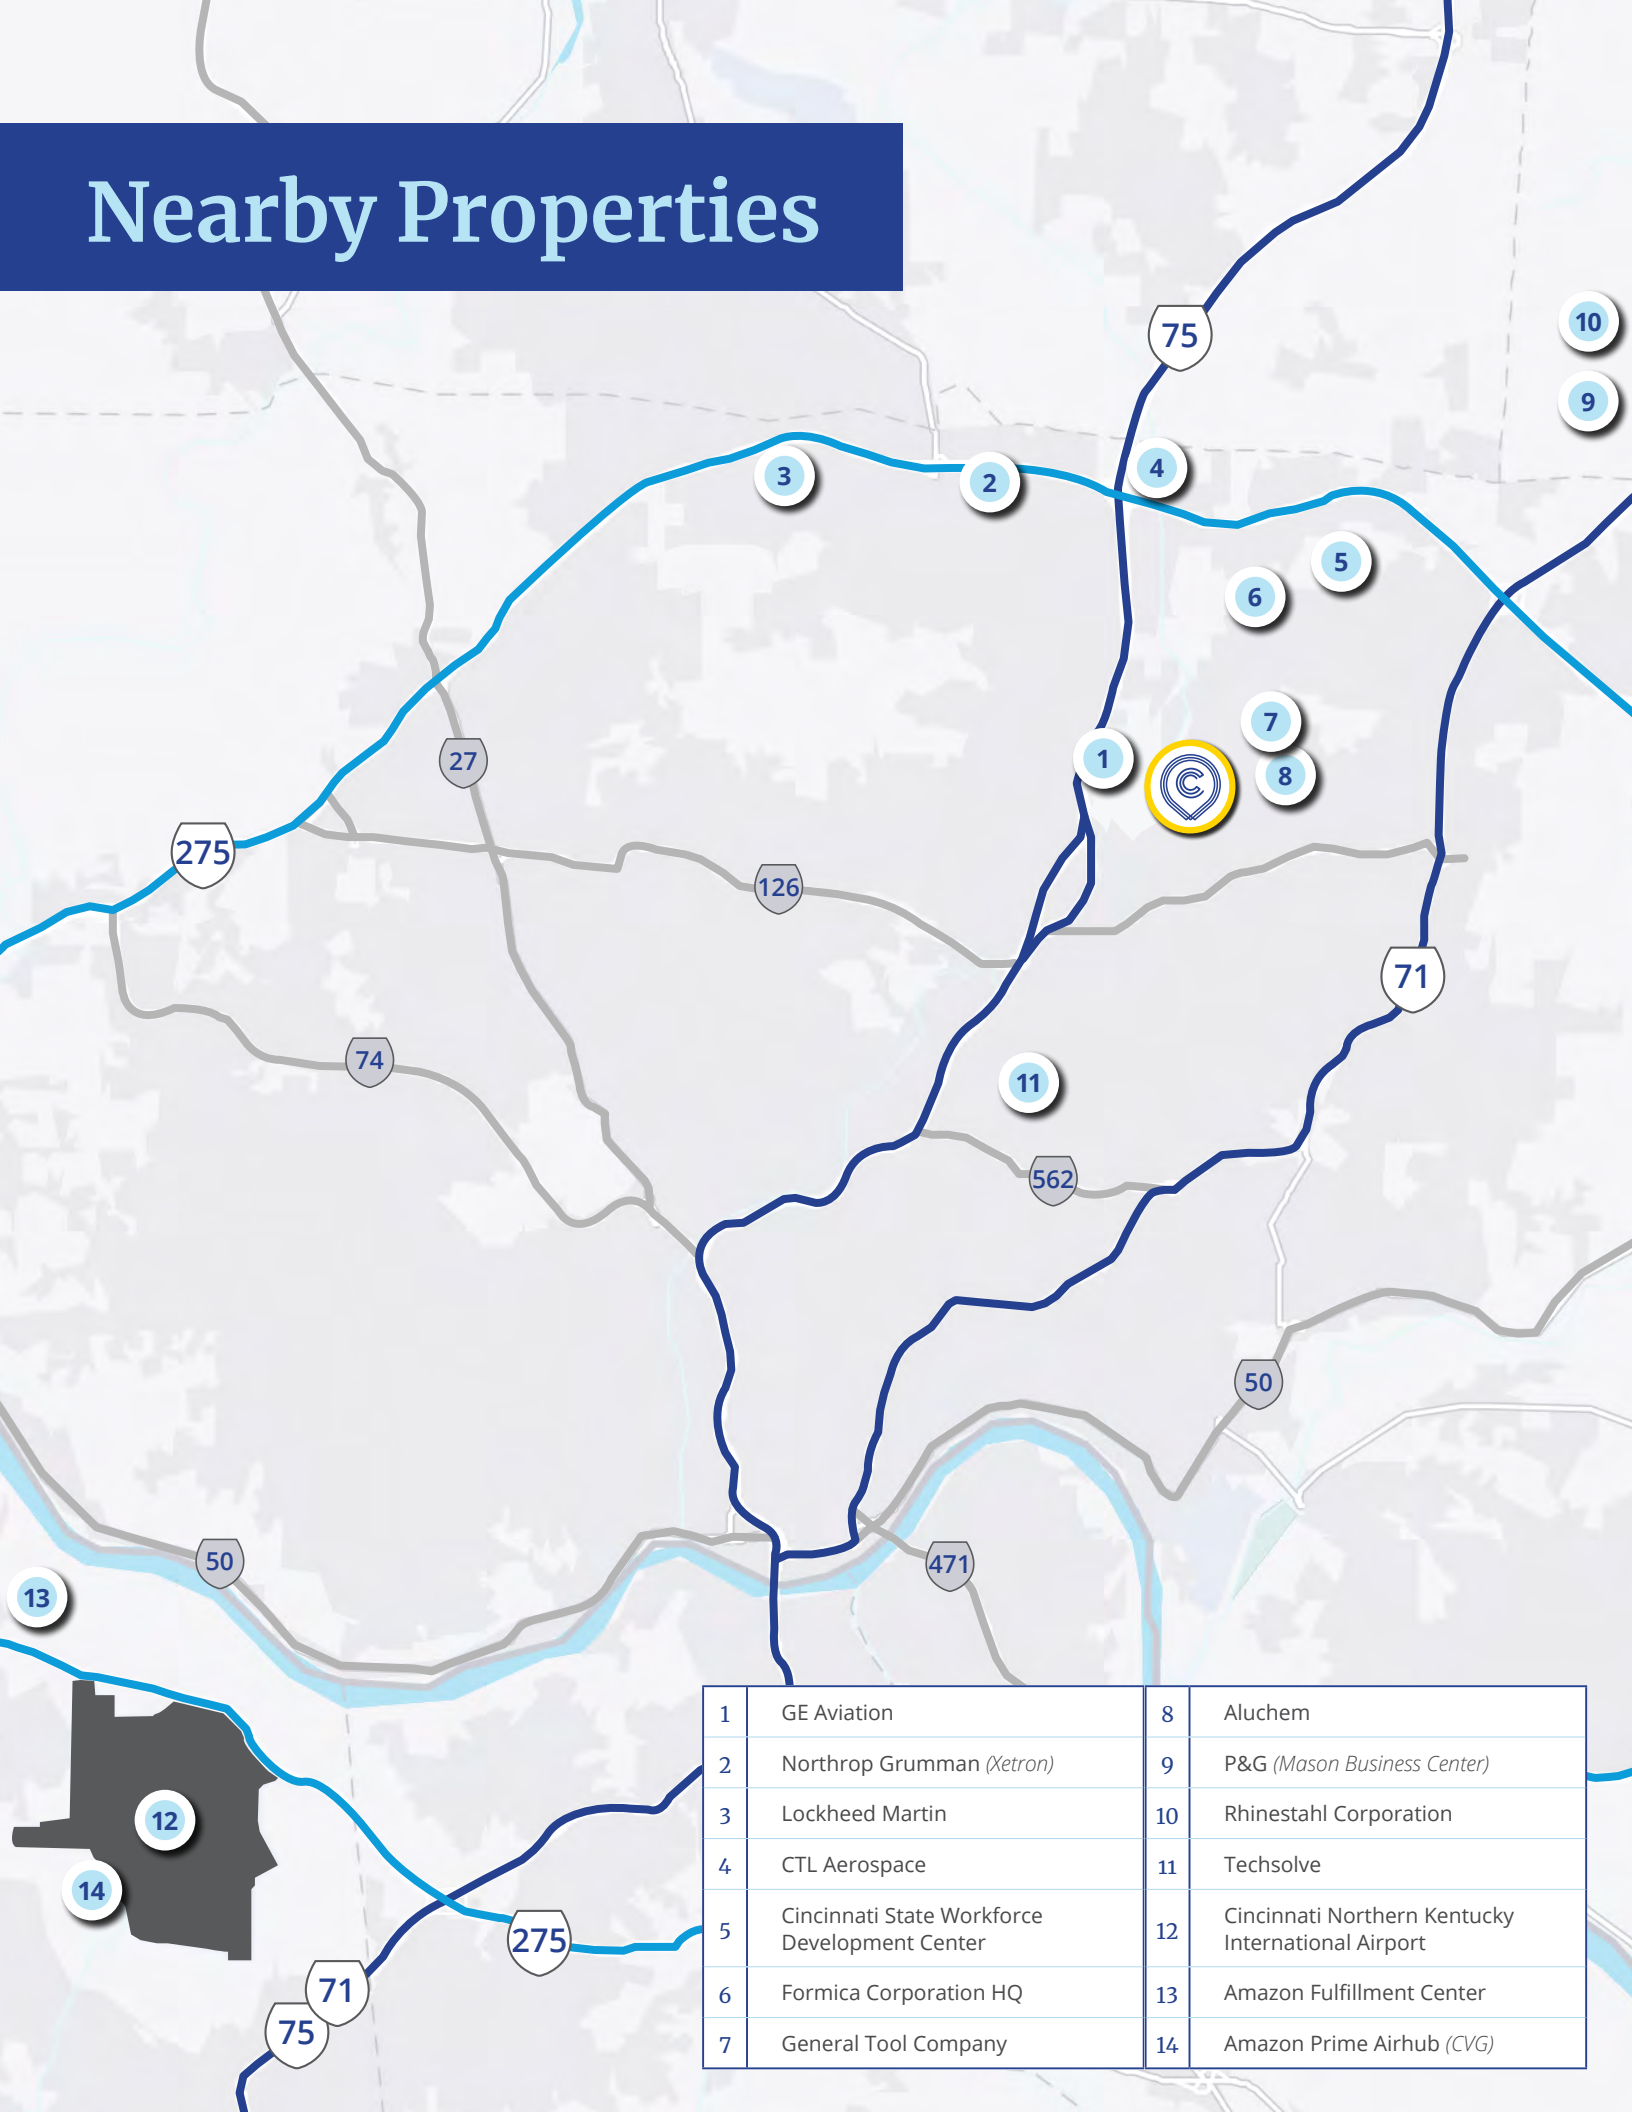 Nearby Properties
75
10
9
4
3
2
5
6
7
1
C
8
27
275
126
71
74
11
562
50
50
471
13
12
14
275
71
75
1 GE Aviation
2 Northrop Grumman (Xetron)
3 Lockheed Martin
4 CTL Aerospace
5 Cincinnati State Workforce
Development Center
6 Formica Corporation HQ
7 General Tool Company
8 Aluchem
9 P&G (Mason Business Center)
10 Rhinestahl Corporation
11 Techsolve
12 Cincinnati Northern Kentucky
International Airport
13 Amazon Fulfillment Center
14 Amazon Prime Airhub (CVG)